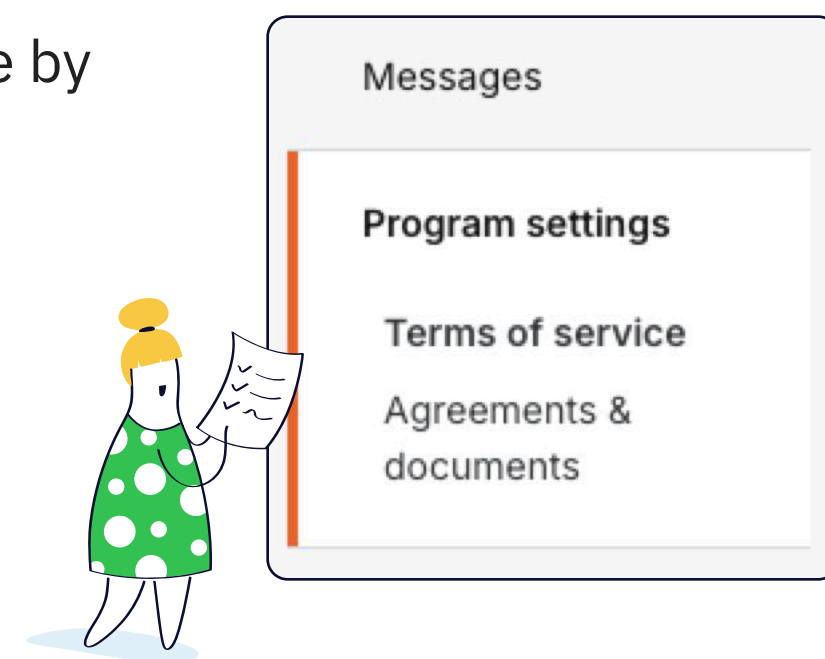 e by
Messages
Program settings
Terms of service
Agreements &
documents